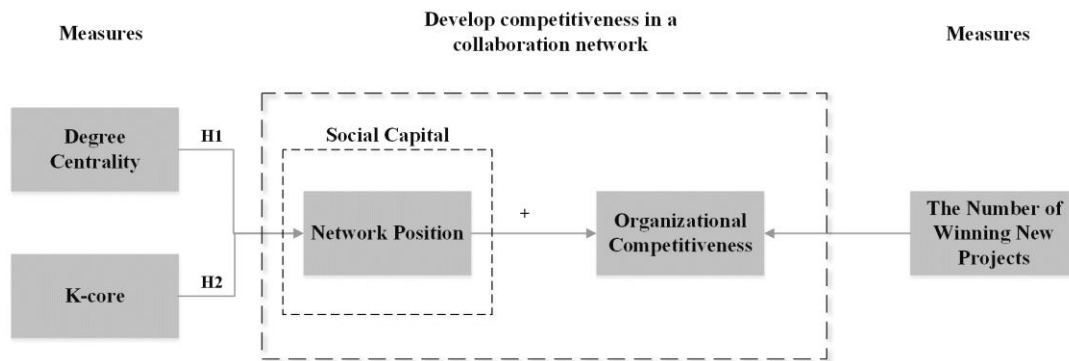 Measures
Develop competitiveness in a
collaboration network
Measures
Degree
Centrality
H1
Social Capital
Network Position
+
Organizational
Competitiveness
The Number of
Winning New
Projects
K-core
H2